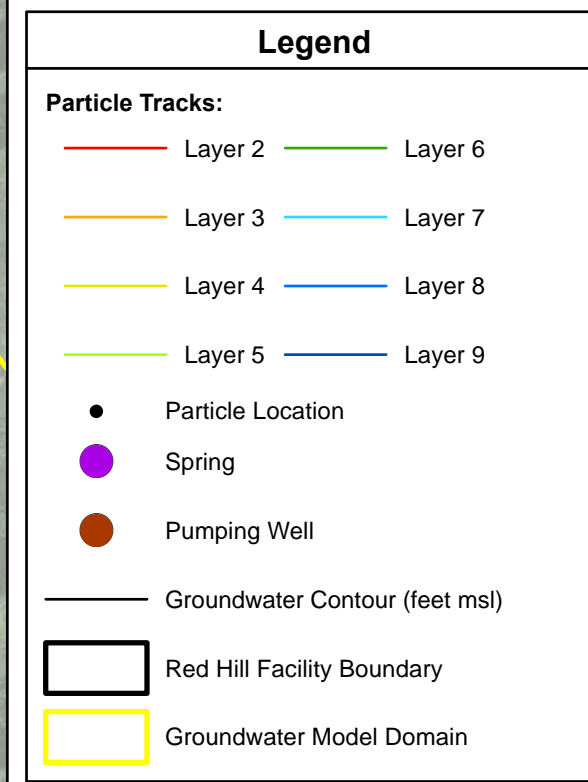 Legend
Particle Tracks:
Layer 2 Layer 6
Layer 3 Layer 7
Layer 4 Layer 8
Layer 5 Layer 9
Particle Location
Spring
Pumping Well
Groundwater Contour (feet msl)
Red Hill Facility Boundary
Groundwater Model Domain